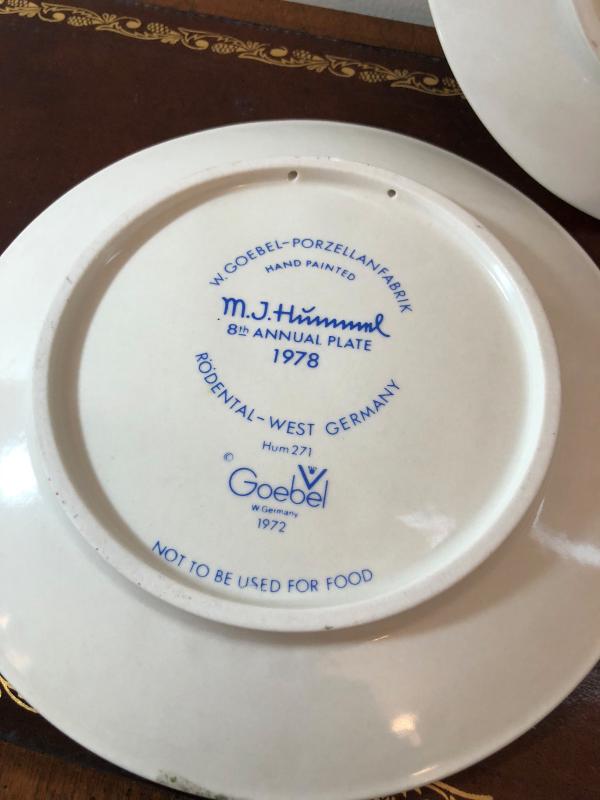 W. GOEBEL-PORZELLANFABRIK
HAND PAINTED
M.J.Hummel
8th ANNUAL PLATE
1978
RÖDENTAL-WEST GERMANY
Hum 271
© Goebel
W. Germany
1972
NOT TO BE USED FOR FOOD